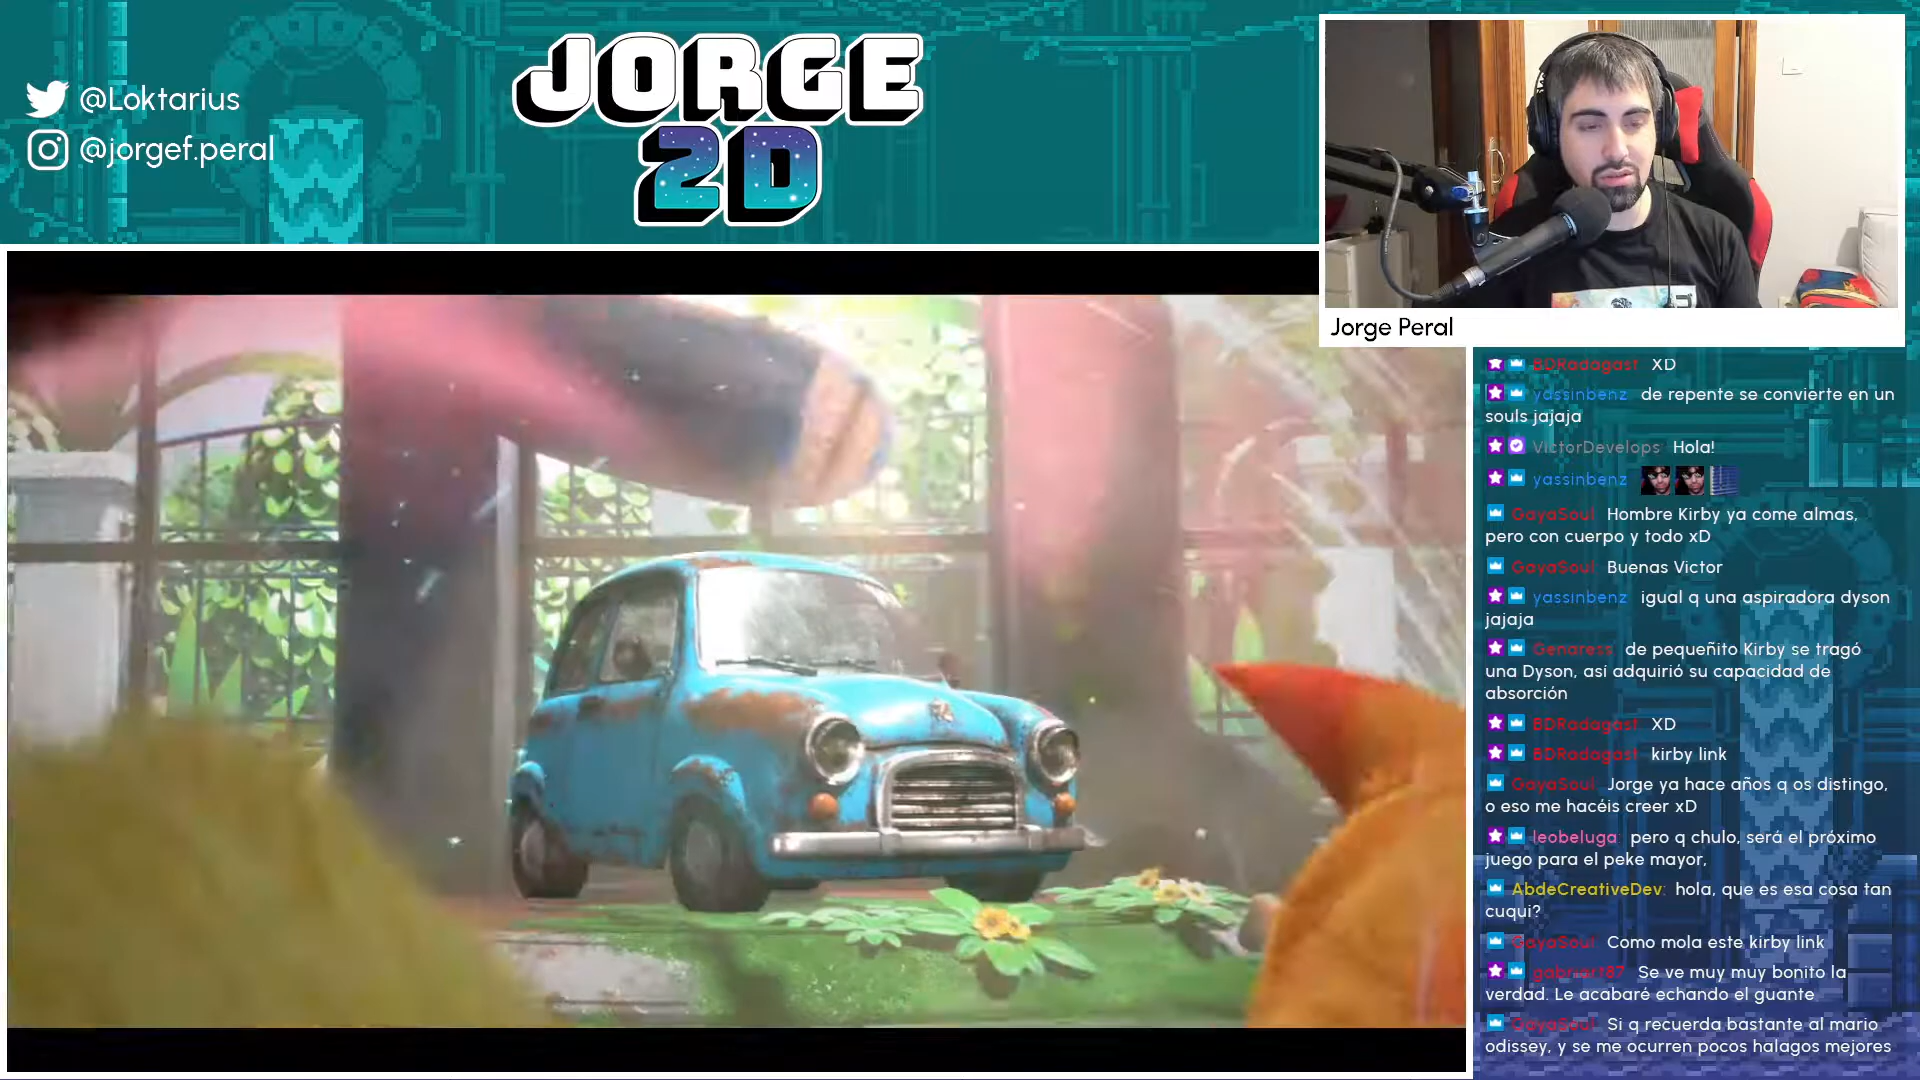 @Loktarius
@jorgef.peral
JORGE
2D
Jorge Peral
BDRadagast XD
yassinbenz de repente se convierte en un
souls jajaja
VictorDevelops Hola!
yassinbenz
GayaSoul Hombre Kirby ya come almas,
pero con cuerpo y todo xD
GayaSoul Buenas Victor
yassinbenz igual q una aspiradora dyson
jajaja
Genaress de pequeñito Kirby se tragó
una Dyson, así adquirió su capacidad de
absorción
BDRadagast XD
BDRadagast kirby link
GayaSoul Jorge ya hace años q os distingo,
o eso me hacéis creer xD
leobeluga: pero q chulo, será el próximo
juego para el peke mayor,
AbdeCreativeDev: hola, que es esa cosa tan
cuqui?
GayaSoul Como mola este kirby link
Se ve muy muy bonito la
verdad. Le acabaré echando el guante
GayaSoul Si q recuerda bastante al mario
odissey, y se me ocurren pocos halagos mejores